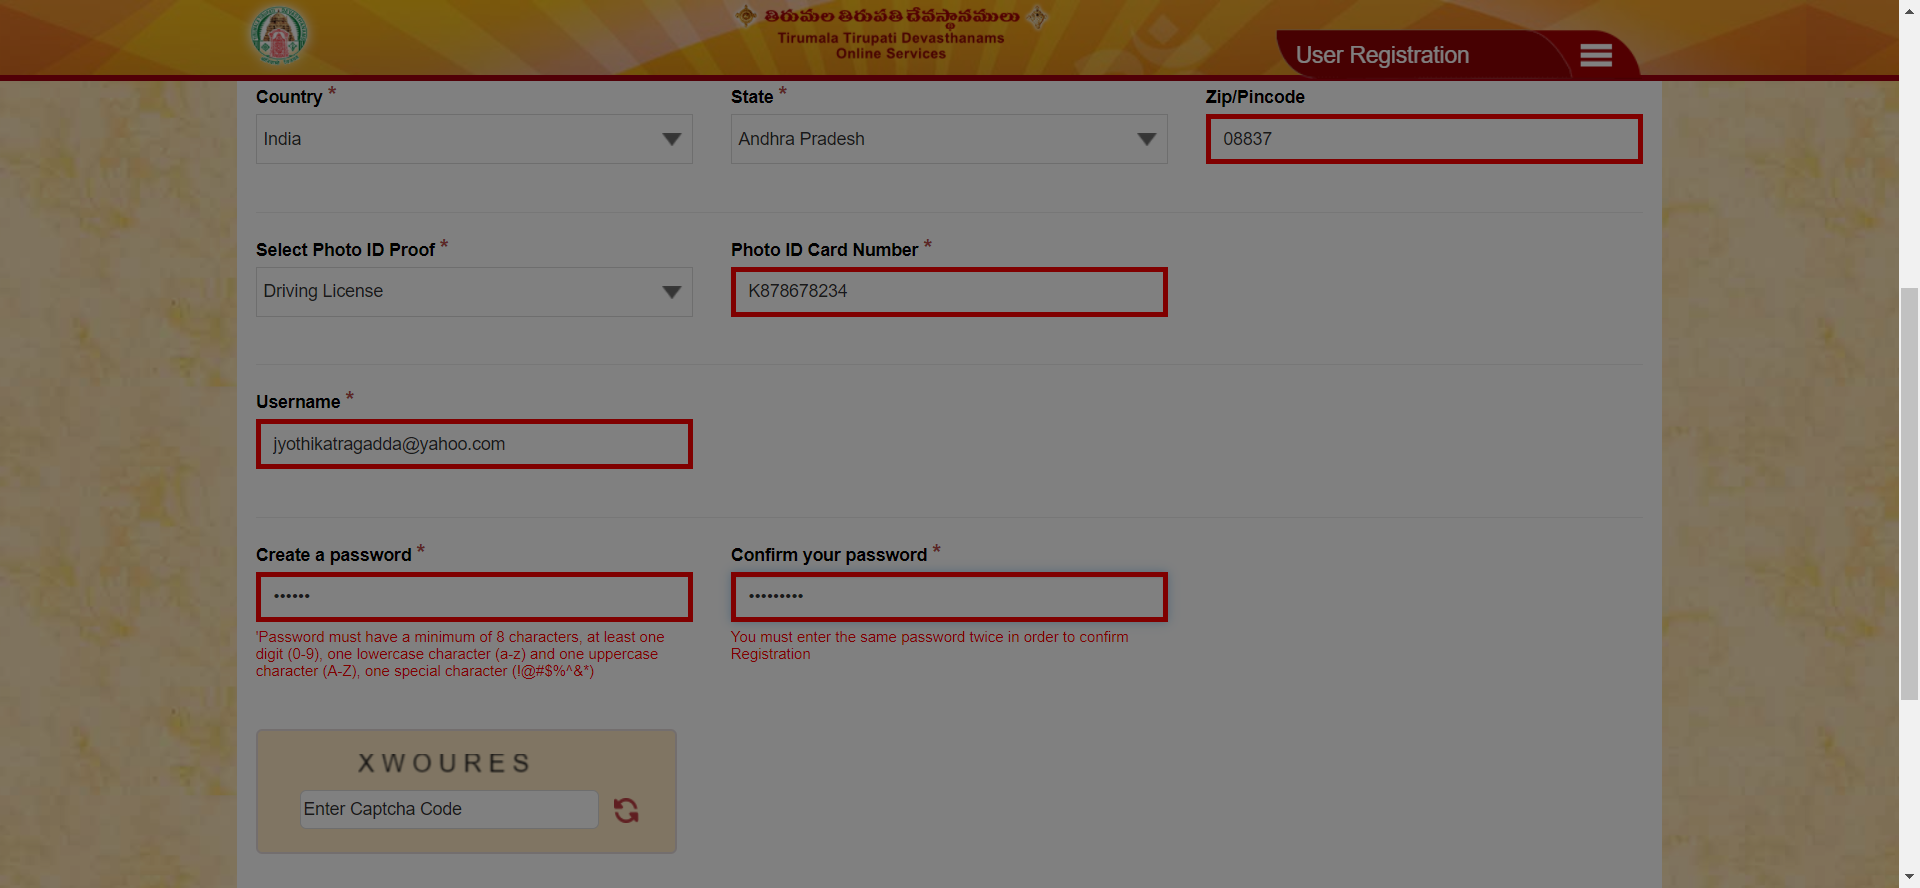 తిరుమల తిరుపతి దేవస్థానములు
Tirumala Tirupati Devasthanams
Online Services
User Registration
Country * State * Zip/Pincode
India Andhra Pradesh 08837
Select Photo ID Proof * Photo ID Card Number *
Driving License K878678234
Username *
jyothikatragadda@yahoo.com
Create a password * Confirm your password *
•••••• •••••••••
'Password must have a minimum of 8 characters, at least one
digit (0-9), one lowercase character (a-z) and one uppercase
character (A-Z), one special character (!@#$%^&*)
You must enter the same password twice in order to confirm
Registration
XWOURES
Enter Captcha Code